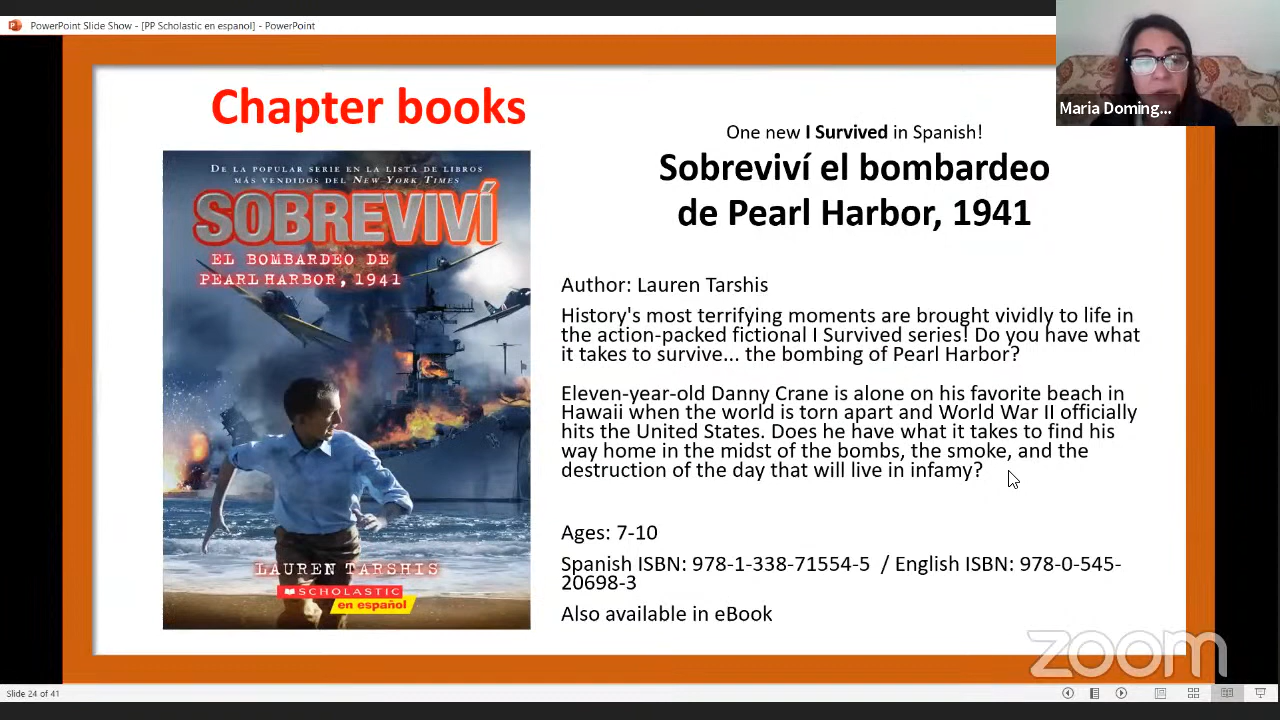 PowerPoint Slide Show - [PP Scholastic en espanol] - PowerPoint
Maria Doming...
Chapter books
DE LA POPULAR SERIE EN LA LISTA DE LIBROS
MÁS VENDIDOS DEL NEW YORK TIMES
SOBREVIVÍ
EL BOMBARDEO DE
PEARL HARBOR, 1941
LAUREN TARSHIS
SCHOLASTIC
en español
One new I Survived in Spanish!
Sobreviví el bombardeo
de Pearl Harbor, 1941
Author: Lauren Tarshis
History's most terrifying moments are brought vividly to life in
the action-packed fictional I Survived series! Do you have what
it takes to survive... the bombing of Pearl Harbor?
Eleven-year-old Danny Crane is alone on his favorite beach in
Hawaii when the world is torn apart and World War II officially
hits the United States. Does he have what it takes to find his
way home in the midst of the bombs, the smoke, and the
destruction of the day that will live in infamy?
Ages: 7-10
Spanish ISBN: 978-1-338-71554-5 / English ISBN: 978-0-545-
20698-3
Also available in eBook
zoom
Slide 24 of 41